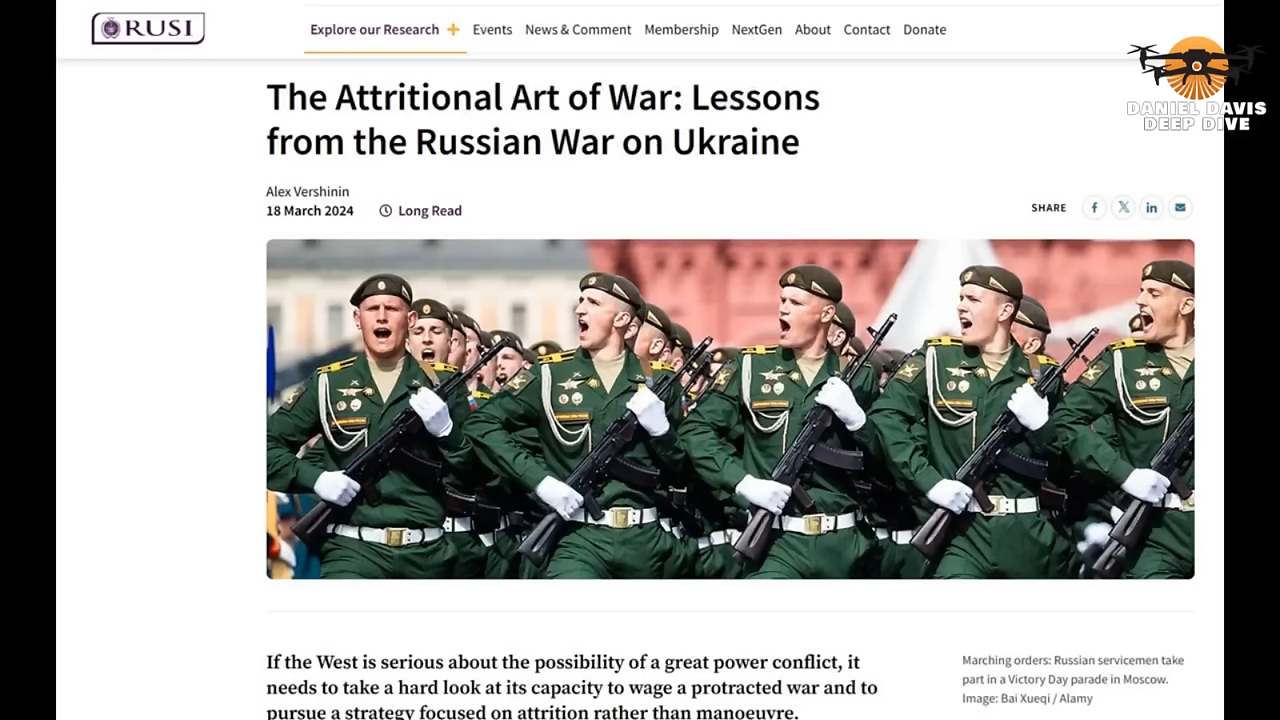 RUSI
Explore our Research + Events News & Comment Membership NextGen About Contact Donate
DANIEL DAVIS
DEEP DIVE
The Attritional Art of War: Lessons
from the Russian War on Ukraine
Alex Vershinin
18 March 2024 Long Read
SHARE
If the West is serious about the possibility of a great power conflict, it
needs to take a hard look at its capacity to wage a protracted war and to
pursue a strategy focused on attrition rather than manoeuvre.
Marching orders: Russian servicemen take
part in a Victory Day parade in Moscow.
Image: Bai Xueqi / Alamy